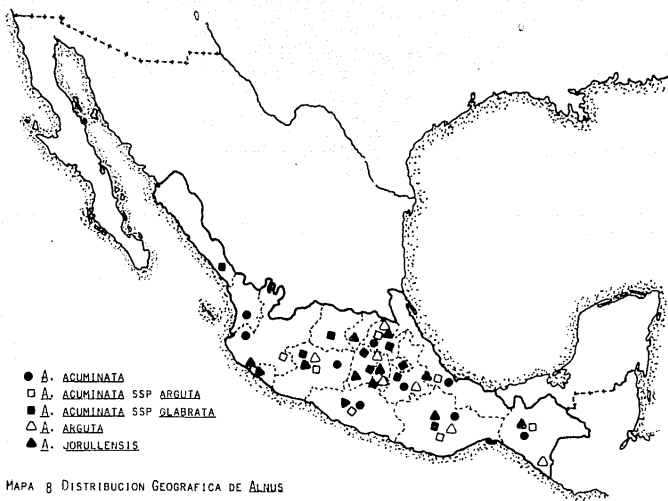 ● A. ACUMINATA
□ A. ACUMINATA SSP ARGUTA
■ A. ACUMINATA SSP GLABRATA
△ A. ARGUTA
▲ A. JORULLENSIS
MAPA 8 DISTRIBUCION GEOGRAFICA DE ALNUS